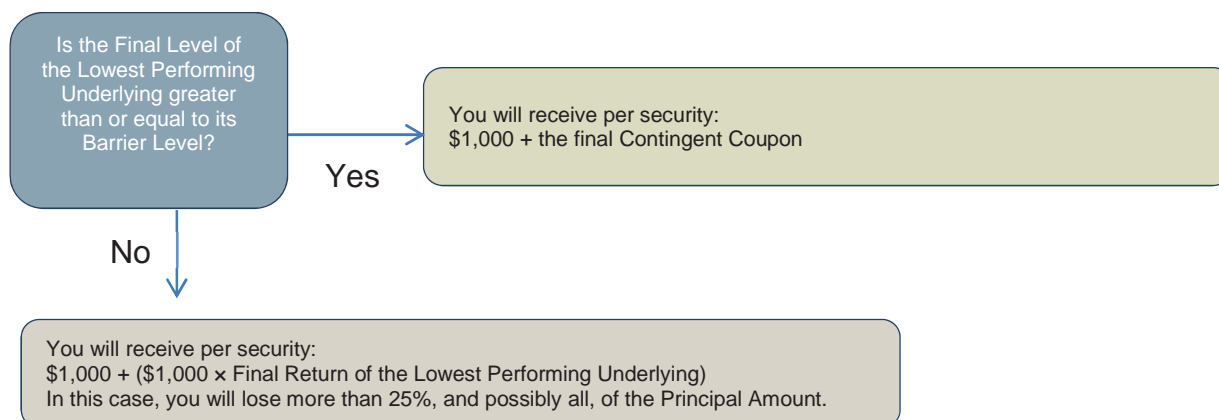 Is the Final Level of
the Lowest Performing
Underlying greater
than or equal to its
Barrier Level?
Yes
You will receive per security:
$1,000 + the final Contingent Coupon
No
You will receive per security:
$1,000 + ($1,000 × Final Return of the Lowest Performing Underlying)
In this case, you will lose more than 25%, and possibly all, of the Principal Amount.